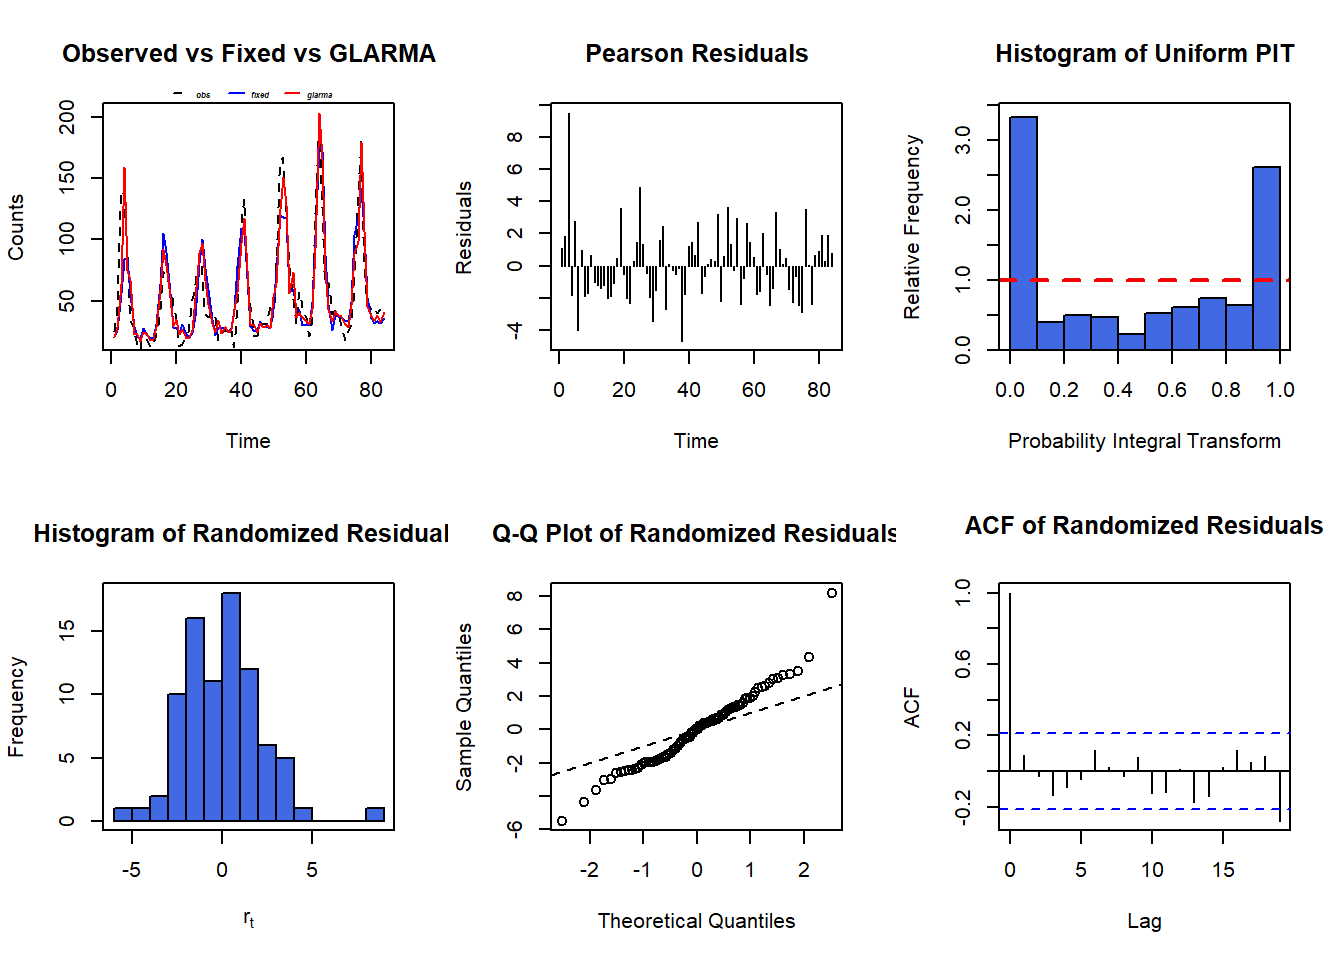 Observed vs Fixed vs GLARMA
obs fixed glarma
Counts
50 100 150 200
0 20 40 60 80
Time
Pearson Residuals
Residuals
-4 0 2 4 6 8
0 20 40 60 80
Time
Histogram of Uniform PIT
Relative Frequency
0.0 1.0 2.0 3.0
0.0 0.2 0.4 0.6 0.8 1.0
Probability Integral Transform
Histogram of Randomized Residual
Frequency
0 5 10 15
-5 0 5
rt
Q-Q Plot of Randomized Residuals
Sample Quantiles
-6 -2 0 2 4 6 8
-2 -1 0 1 2
Theoretical Quantiles
ACF of Randomized Residuals
ACF
-0.2 0.2 0.6 1.0
0 5 10 15
Lag